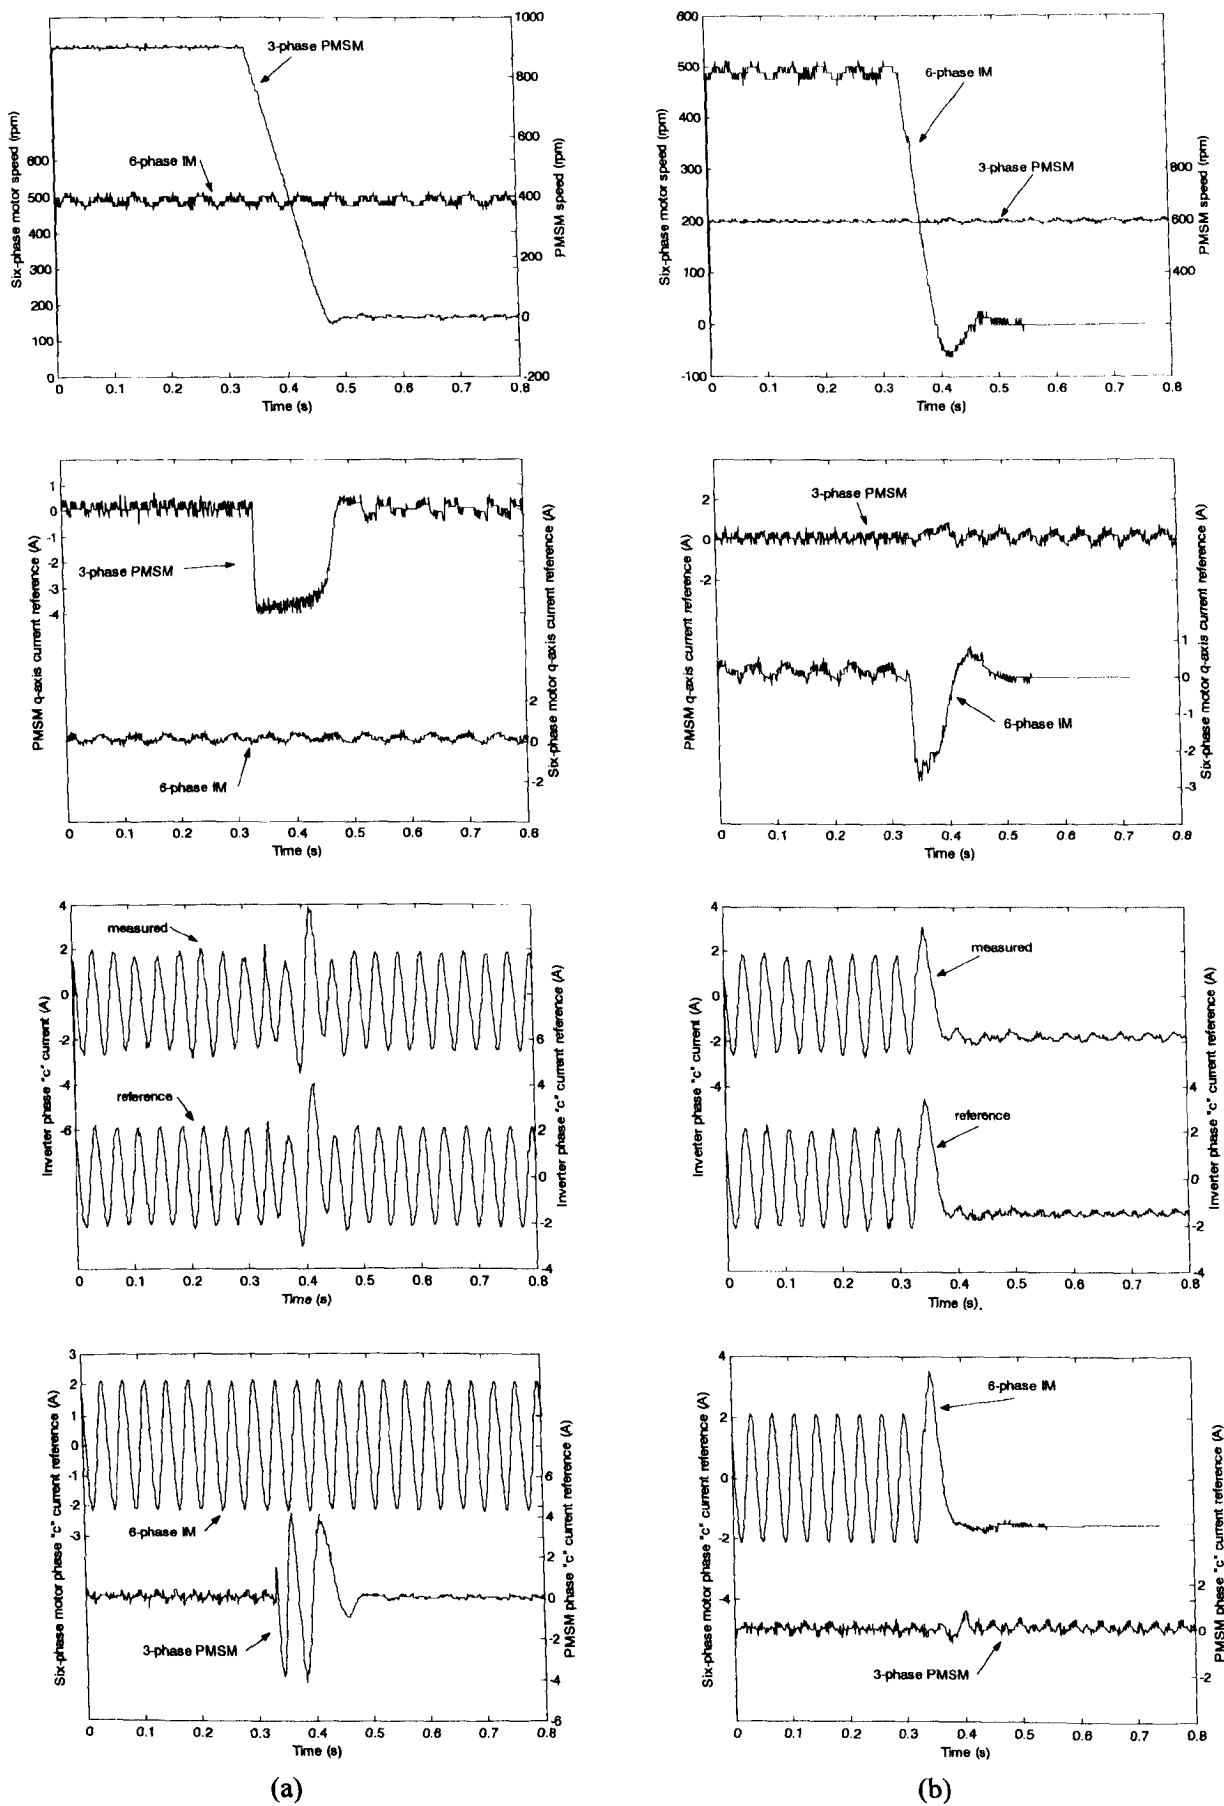 Six-phase motor speed (rpm)
600
500
400
300
200
100
0
3-phase PMSM
6-phase IM
1000
800
600
400
200
0
-200
PMSM speed (rpm)
0 0.1 0.2 0.3 0.4 0.5 0.6 0.7 0.8
Time (s)
Six-phase motor speed (rpm)
600
500
400
300
200
100
0
-100
6-phase IM
3-phase PMSM
800
600
400
PMSM speed (rpm)
0 0.1 0.2 0.3 0.4 0.5 0.6 0.7 0.8
Time (s)
PMSM q-axis current reference (A)
1
0
-1
-2
-3
-4
3-phase PMSM
6-phase IM
2
0
-2
Six-phase motor q-axis current reference (A)
0 0.1 0.2 0.3 0.4 0.5 0.6 0.7 0.8
Time (s)
PMSM q-axis current reference (A)
2
0
-2
3-phase PMSM
6-phase IM
1
0
-1
-2
-3
Six-phase motor q-axis current reference (A)
0 0.1 0.2 0.3 0.4 0.5 0.6 0.7 0.8
Time (s)
Inverter phase "c" current (A)
4
2
0
-2
-4
-6
measured
reference
6
4
2
0
-2
-4
Inverter phase "c" current reference (A)
0 0.1 0.2 0.3 0.4 0.5 0.6 0.7 0.8
Time (s)
Inverter phase "c" current (A)
4
2
0
-2
-4
measured
reference
4
2
0
-2
-4
Inverter phase "c" current reference (A)
0 0.1 0.2 0.3 0.4 0.5 0.6 0.7 0.8
Time (s).
Six-phase motor phase "c" current reference (A)
3
2
1
0
-1
-2
-3
6-phase IM
3-phase PMSM
6
4
2
0
-2
-4
-6
PMSM phase "c" current reference (A)
0 0.1 0.2 0.3 0.4 0.5 0.6 0.7 0.8
Time (s)
Six-phase motor phase "c" current reference (A)
4
2
0
-2
-4
6-phase IM
3-phase PMSM
2
0
-2
PMSM phase "c" current reference (A)
0 0.1 0.2 0.3 0.4 0.5 0.6 0.7 0.8
Time (s)
(a)
(b)